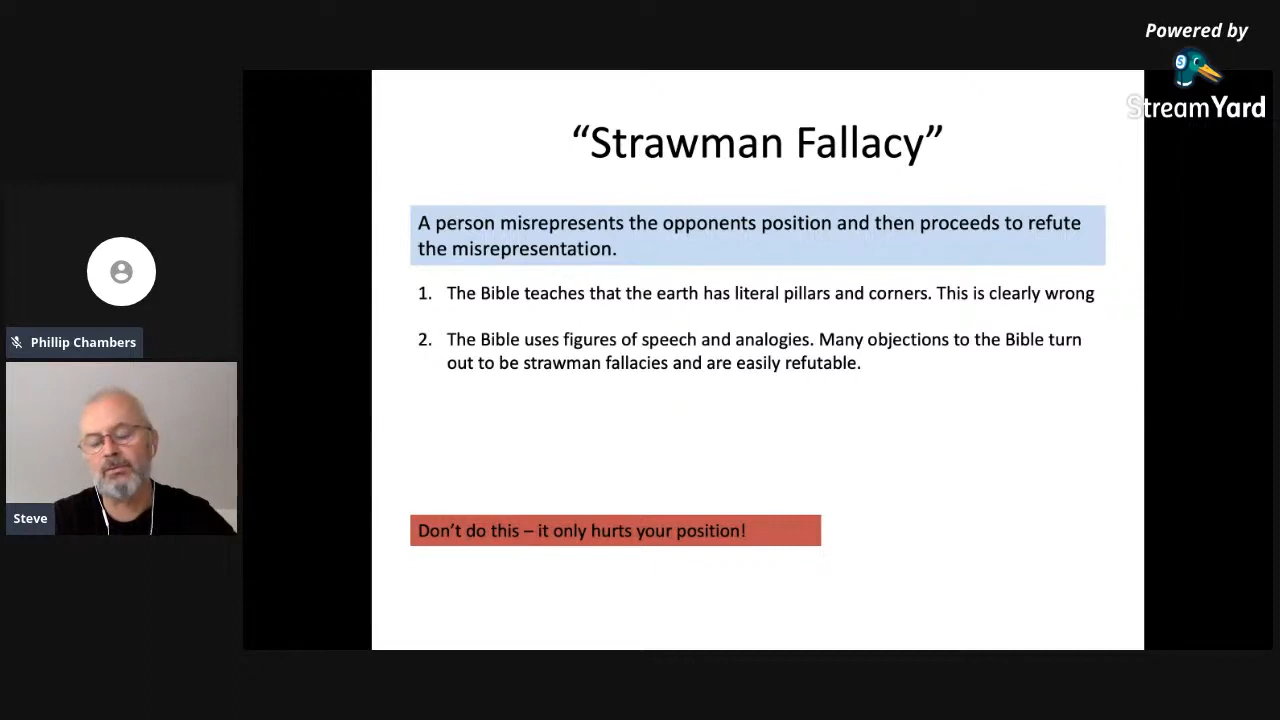 Powered by
StreamYard
“Strawman Fallacy”
A person misrepresents the opponents position and then proceeds to refute
the misrepresentation.
1. The Bible teaches that the earth has literal pillars and corners. This is clearly wrong
2. The Bible uses figures of speech and analogies. Many objections to the Bible turn
out to be strawman fallacies and are easily refutable.
Don’t do this – it only hurts your position!
Phillip Chambers
Steve